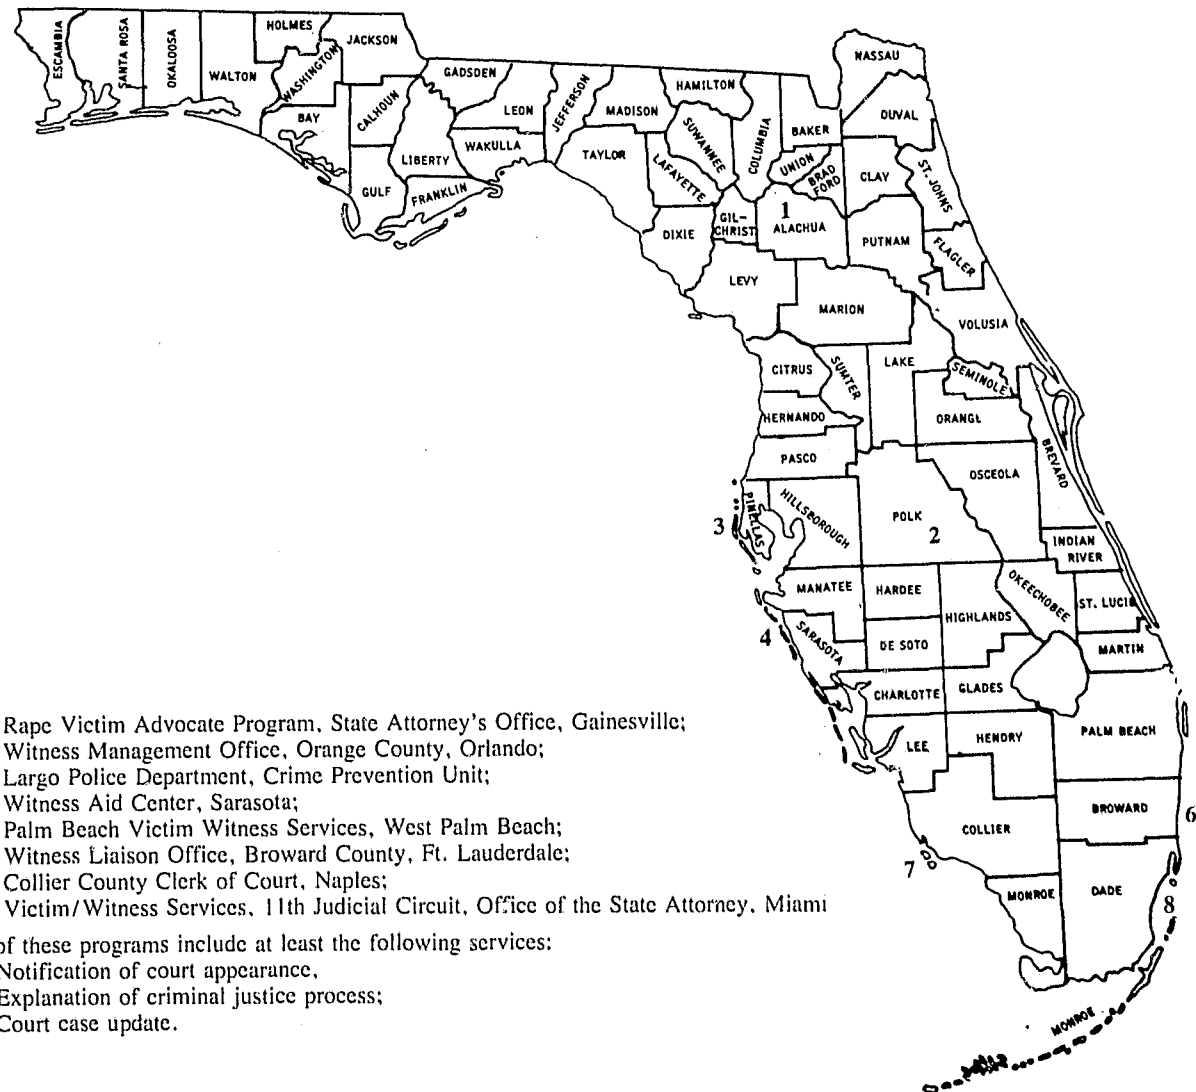 HOLMES
JACKSON
ESCAMBIA
SANTA ROSA
OKALOOSA
WALTON
WASHINGTON
BAY
CALHOUN
GULF
LIBERTY
FRANKLIN
GADSDEN
LEON
WAKULLA
JEFFERSON
MADISON
TAYLOR
HAMILTON
SUWANNEE
LAFAYETTE
DIXIE
COLUMBIA
BAKER
NASSAU
DUVAL
UNION
BRAD
FORD
CLAY
ST. JOHNS
GIL-
CHRIST
1
ALACHUA
PUTNAM
FLAGLER
LEVY
MARION
VOLUSIA
CITRUS
SUMTER
LAKE
SEMINOLE
HERNANDO
ORANGE
PASCO
OSCEOLA
BREVARD
PINELLAS
HILLSBOROUGH
POLK
2
3
INDIAN
RIVER
MANATEE
HARDEE
HIGHLANDS
OKEECHOBEE
ST. LUCIE
4
SARASOTA
DE SOTO
MARTIN
CHARLOTTE
GLADES
LEE
HENDRY
PALM BEACH
COLLIER
BROWARD
6
7
MONROE
DADE
8
MONROE
Rape Victim Advocate Program, State Attorney's Office, Gainesville;
Witness Management Office, Orange County, Orlando;
Largo Police Department, Crime Prevention Unit;
Witness Aid Center, Sarasota;
Palm Beach Victim Witness Services, West Palm Beach;
Witness Liaison Office, Broward County, Ft. Lauderdale;
Collier County Clerk of Court, Naples;
Victim/Witness Services, 11th Judicial Circuit, Office of the State Attorney, Miami
of these programs include at least the following services:
Notification of court appearance,
Explanation of criminal justice process;
Court case update.